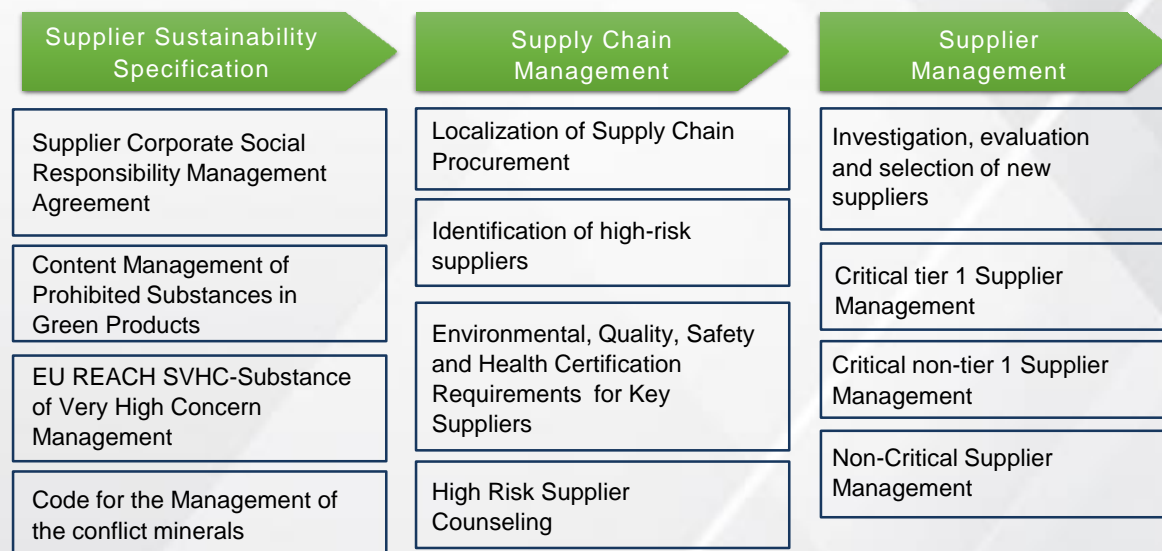 Supplier Sustainability
Specification
Supplier Corporate Social
Responsibility Management
Agreement
Content Management of
Prohibited Substances in
Green Products
EU REACH SVHC-Substance
of Very High Concern
Management
Code for the Management of
the conflict minerals
Supply Chain
Management
Localization of Supply Chain
Procurement
Identification of high-risk
suppliers
Environmental, Quality, Safety
and Health Certification
Requirements for Key
Suppliers
High Risk Supplier
Counseling
Supplier
Management
Investigation, evaluation
and selection of new
suppliers
Critical tier 1 Supplier
Management
Critical non-tier 1 Supplier
Management
Non-Critical Supplier
Management